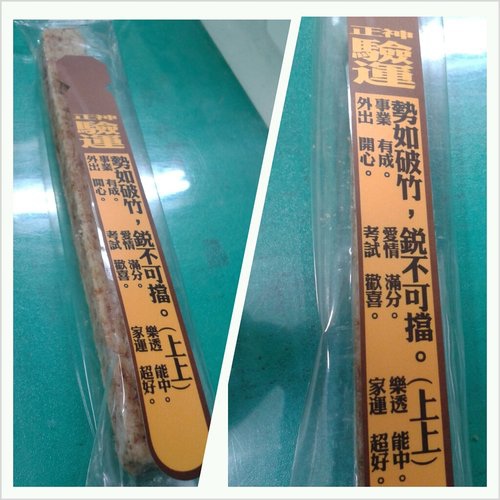 正神
驗運
勢如破竹，銳不可擋。（上上）
事業 有成。 愛情 滿分。 樂透 能中。
外出 開心。 考試 歡喜。 家運 超好。
正神
驗運
勢如破竹，銳不可擋。（上上）
事業 有成。 愛情 滿分。 樂透 能中。
外出 開心。 考試 歡喜。 家運 超好。